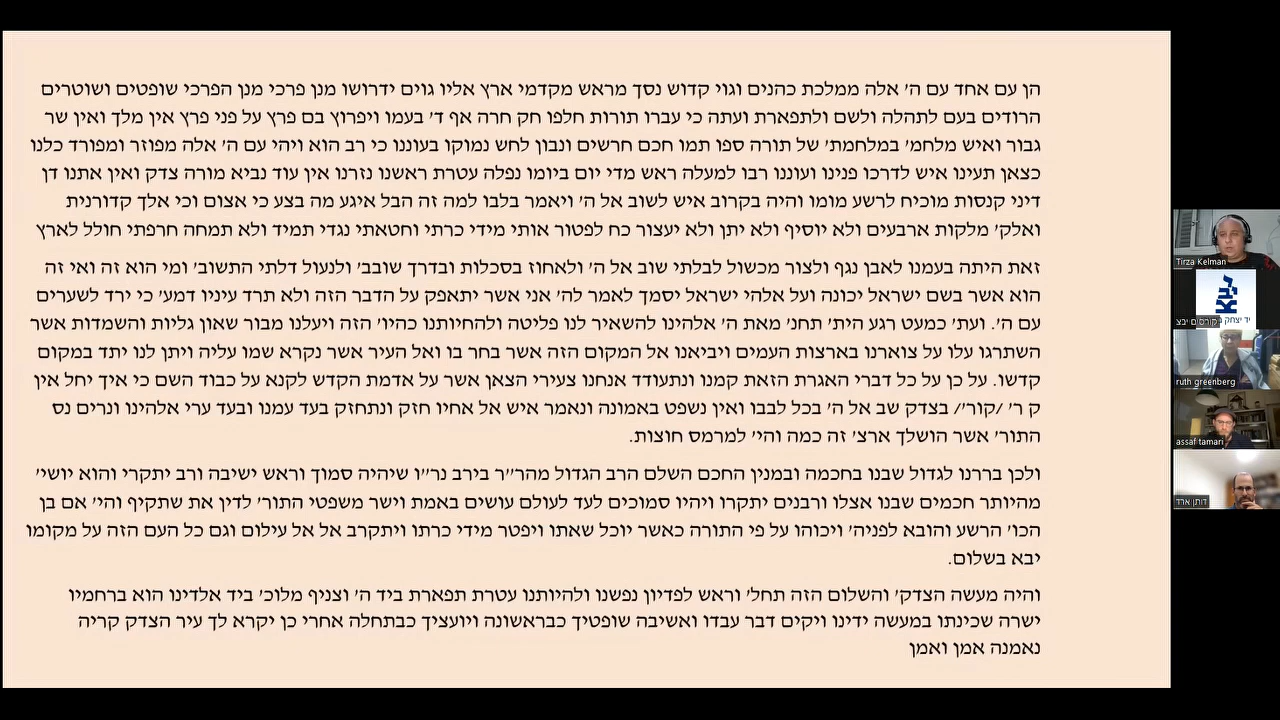 הן עם אחד עם ה' אלה ממלכת כהנים וגוי קדוש נסך מראש מקדמי ארץ אליו גוים ידרושו מנן פרכי מנן הפרכי שופטים ושוטרים
הרודים בעם לתהלה ולשם ולתפארת ועתה כי עברו תורות חלפו חק חרה אף ד' בעמו ויפרוץ בם פרץ על פני פרץ אין מלך ואין שר
גבור ואיש מלחמ' במלחמת' של תורה ספו תמו חכם חרשים ונבון לחש נמוקו בעוננו כי רב הוא ויהי עם ה' אלה מפוזר ומפורד כלנו
כצאן תעינו איש לדרכו פנינו ועוננו רבו למעלה ראש מדי יום ביומו נפלה עטרת ראשנו נזרנו אין עוד נביא מורה צדק ואין אתנו דן
דיני קנסות מוכיח לרשע מומו והיה בקרוב איש לשוב אל ה' ויאמר בלבו למה זה הבל איגע מה בצע כי אצום וכי אלך קדורנית
ואלק' מלקות ארבעים ולא יוסיף ולא יתן ולא יעצור כח לפטור אותי מידי כרתי וחטאתי נגדי תמיד ולא תמחה חרפתי חולל לארץ
זאת היתה בעמנו לאבן נגף ולצור מכשול לבלתי שוב אל ה' ולאחוז בסכלות ובדרך שובב' ולנעול דלתי התשוב' ומי הוא זה ואי זה
הוא אשר בשם ישראל יכונה ועל אלהי ישראל יסמך לאמר לה' אני אשר יתאפק על הדבר הזה ולא תרד עיניו דמע' כי ירד לשערים
עם ה'. ועת' כמעט רגע הית' תחנ' מאת ה' אלהינו להשאיר לנו פליטה ולהחיותנו כהיו' הזה ויעלנו מבור שאון גליות והשמדות אשר
השתרגו עלו על צוארנו בארצות העמים ויביאנו אל המקום הזה אשר בחר בו ואל העיר אשר נקרא שמו עליה ויתן לנו יתד במקום
קדשו. על כן על כל דברי האגרת הזאת קמנו ונתעודד אנחנו צעירי הצאן אשר על אדמת הקדש לקנא על כבוד השם כי איך יחל אין
ק ר' /קור'/ בצדק שב אל ה' בכל לבבו ואין נשפט באמונה ונאמר איש אל אחיו חזק ונתחזק בעד עמנו ובעד ערי אלהינו ונרים נס
התור' אשר הושלך ארצ' זה כמה והי' למרמס חוצות.
ולכן בררנו לגדול שבנו בחכמה ובמנין החכם השלם הרב הגדול מהר"ר בירב נר"ו שיהיה סמוך וראש ישיבה ורב יתקרי והוא יושי'
מהיותר חכמים שבנו אצלו ורבנים יתקרו ויהיו סמוכים לעד לעולם עושים באמת וישר משפטי התור' לדין את שתקיף והי' אם בן
הכו' הרשע והובא לפניה' ויכוהו על פי התורה כאשר יוכל שאתו ויפטר מידי כרתו ויתקרב אל אל עילום וגם כל העם הזה על מקומו
יבא בשלום.
והיה מעשה הצדק' והשלום הזה תחל' וראש לפדיון נפשנו ולהיותנו עטרת תפארת ביד ה' וצניף מלוכ' ביד אלדינו הוא ברחמיו
ישרה שכינתו במעשה ידינו ויקים דבר עבדו ואשיבה שופטיך כבראשונה ויועציך כבתחלה אחרי כן יקרא לך עיר הצדק קריה
נאמנה אמן ואמן
Tirza Kelman
קורסים יבצ
ruth greenberg
assaf tamari
דותן ארד